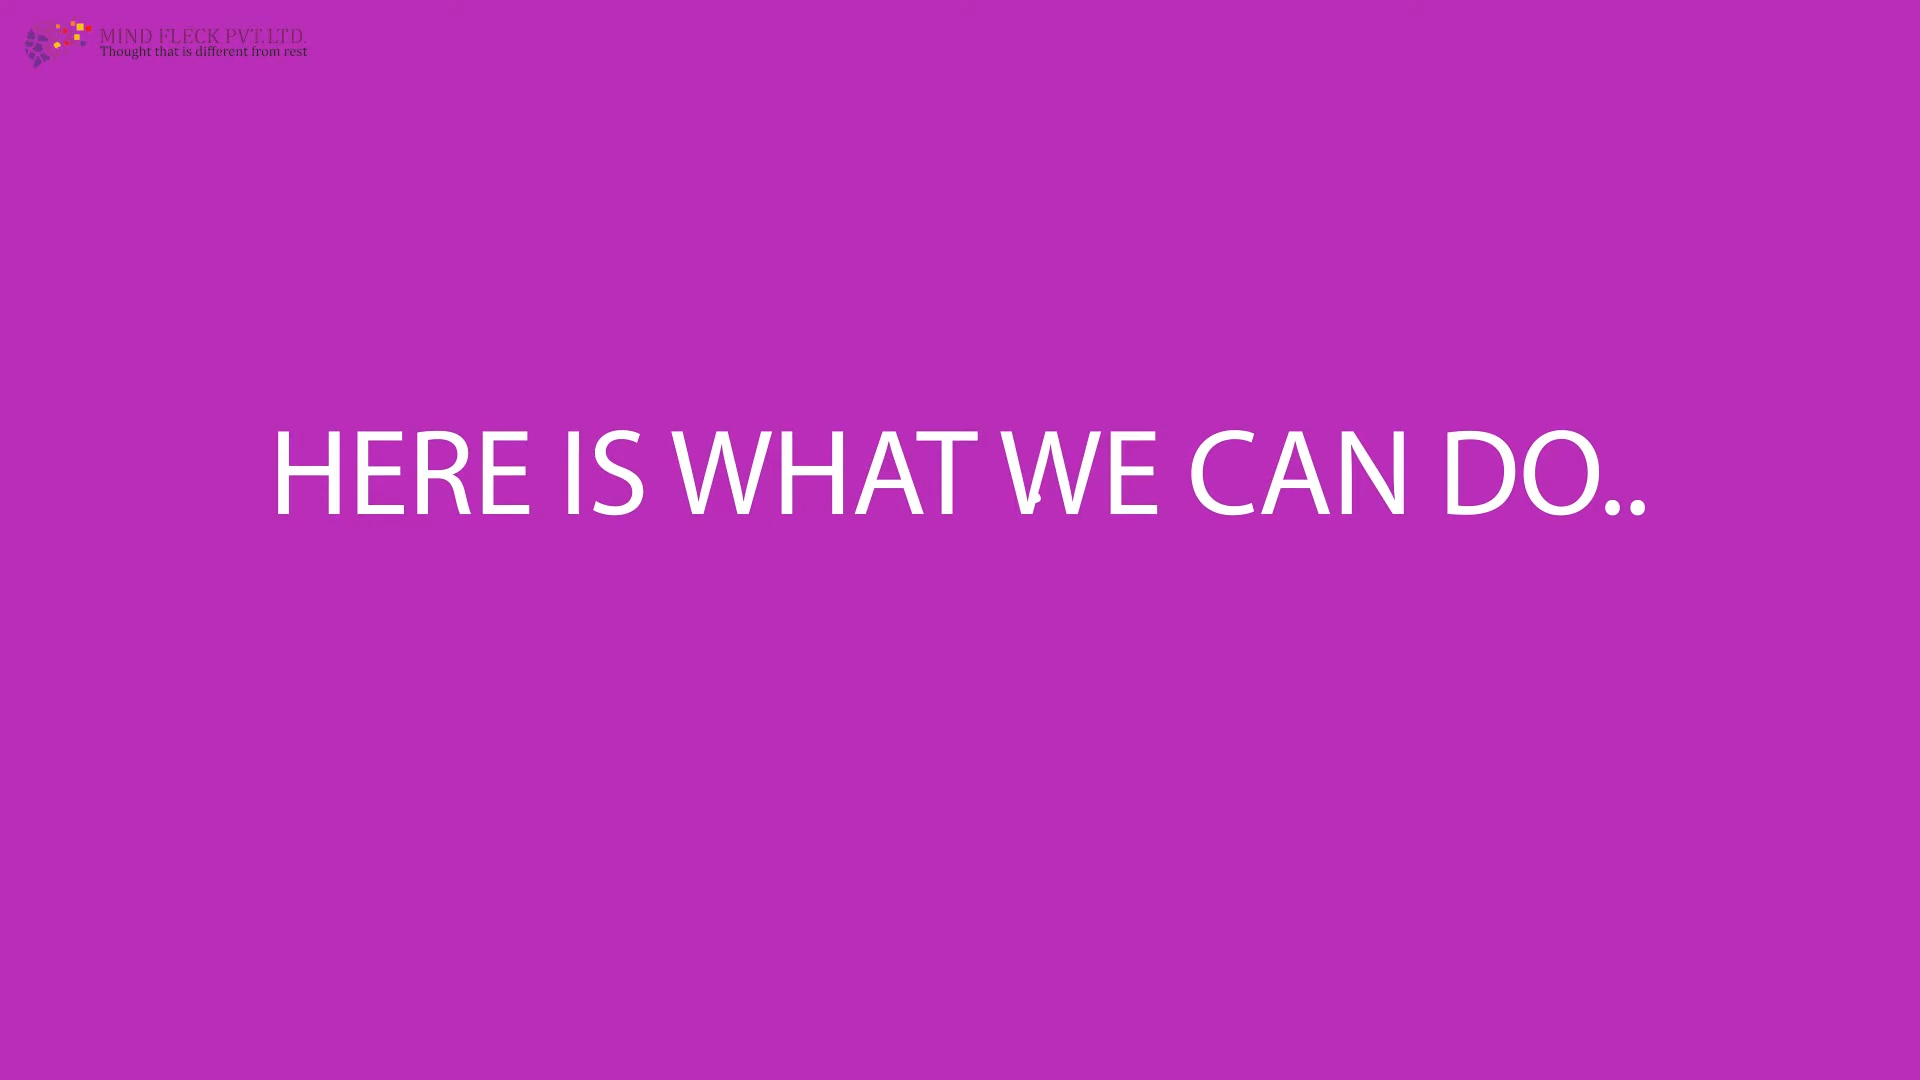 MIND FLECK PVT.LTD.
Thought that is different from rest
HERE IS WHAT WE CAN DO..